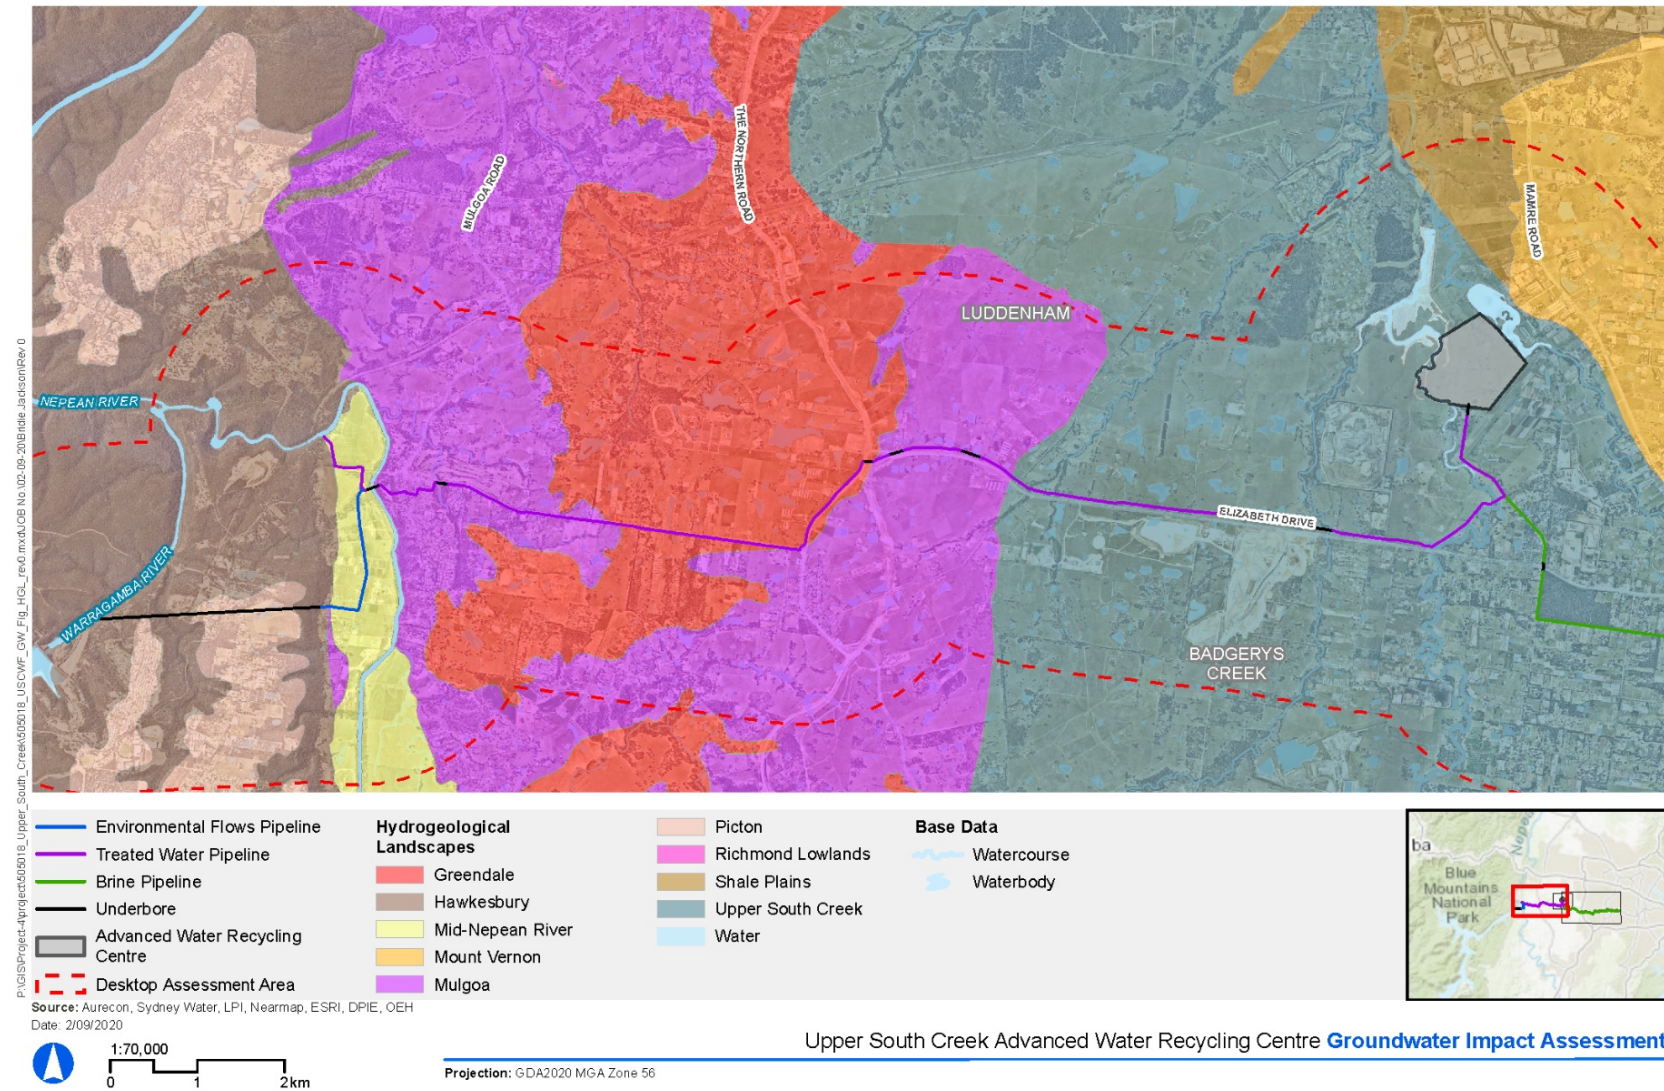 THE NORTHERN ROAD
MULGOA ROAD
MAMRE ROAD
LUDDENHAM
NEPEAN RIVER
ELIZABETH DRIVE
WARRAGAMBA RIVER
BADGERYS
CREEK
Environmental Flows Pipeline
Treated Water Pipeline
Brine Pipeline
Underbore
Advanced Water Recycling
Centre
Desktop Assessment Area
Hydrogeological
Landscapes
Greendale
Hawkesbury
Mid-Nepean River
Mount Vernon
Mulgoa
Picton
Richmond Lowlands
Shale Plains
Upper South Creek
Water
Base Data
Watercourse
Waterbody
ba
Blue
Mountains
National
Park
Source: Aurecon, Sydney Water, LPI, Nearmap, ESRI, DPIE, OEH
Date: 2/09/2020
1:70,000
0 1 2km
Upper South Creek Advanced Water Recycling Centre Groundwater Impact Assessment
Projection: GDA2020 MGA Zone 56